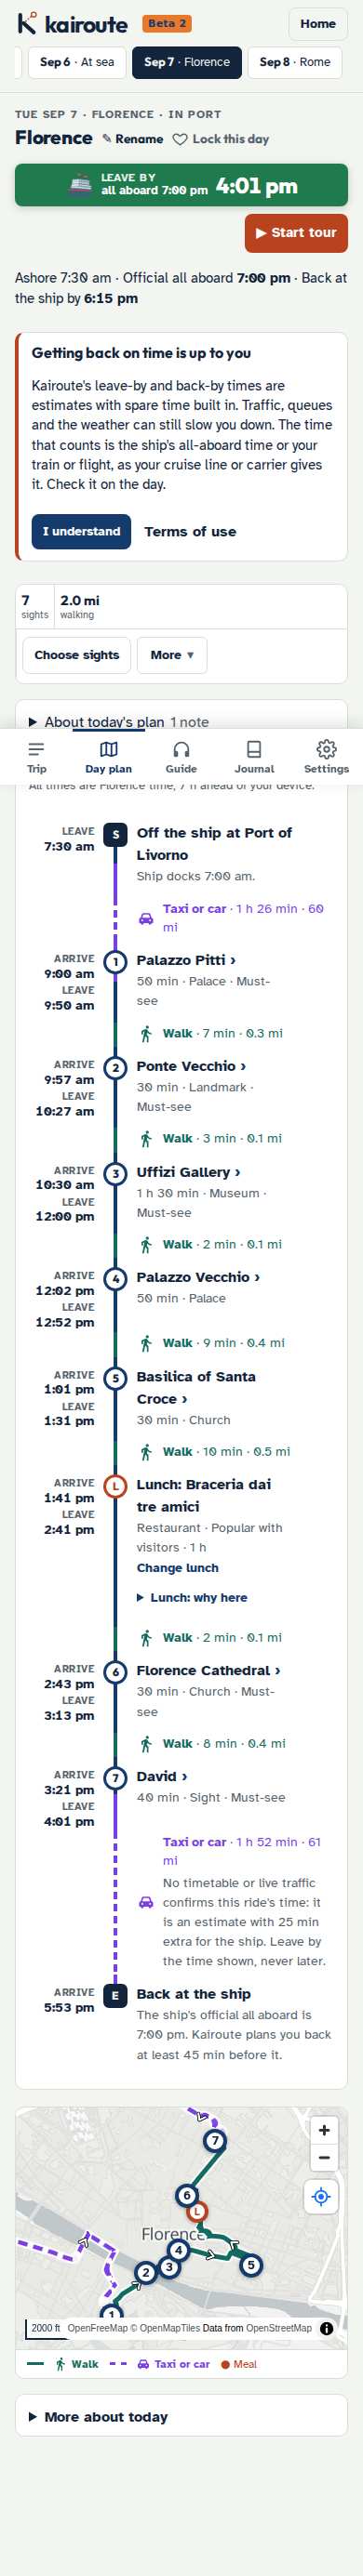 kairoute Beta 2 Home
Sep 6 · At sea Sep 7 · Florence Sep 8 · Rome
TUE SEP 7 · FLORENCE · IN PORT
Florence ✎ Rename Lock this day
LEAVE BY
all aboard 7:00 pm 4:01 pm
▶ Start tour
Ashore 7:30 am · Official all aboard 7:00 pm · Back at
the ship by 6:15 pm
Getting back on time is up to you
Kairoute's leave-by and back-by times are
estimates with spare time built in. Traffic, queues
and the weather can still slow you down. The time
that counts is the ship's all-aboard time or your
train or flight, as your cruise line or carrier gives
it. Check it on the day.
I understand Terms of use
7 2.0 mi
sights walking
Choose sights More ▾
▶ About today's plan 1 note
Trip Day plan Guide Journal Settings
All times are Florence time, 7 h ahead of your device.
LEAVE
7:30 am
S
Off the ship at Port of
Livorno
Ship docks 7:00 am.
Taxi or car · 1 h 26 min · 60
mi
ARRIVE
9:00 am
LEAVE
9:50 am
1
Palazzo Pitti ›
50 min · Palace · Must-
see
Walk · 7 min · 0.3 mi
ARRIVE
9:57 am
LEAVE
10:27 am
2
Ponte Vecchio ›
30 min · Landmark ·
Must-see
Walk · 3 min · 0.1 mi
ARRIVE
10:30 am
LEAVE
12:00 pm
3
Uffizi Gallery ›
1 h 30 min · Museum ·
Must-see
Walk · 2 min · 0.1 mi
ARRIVE
12:02 pm
LEAVE
12:52 pm
4
Palazzo Vecchio ›
50 min · Palace
Walk · 9 min · 0.4 mi
ARRIVE
1:01 pm
LEAVE
1:31 pm
5
Basilica of Santa
Croce ›
30 min · Church
Walk · 10 min · 0.5 mi
ARRIVE
1:41 pm
LEAVE
2:41 pm
L
Lunch: Braceria dai
tre amici
Restaurant · Popular with
visitors · 1 h
Change lunch
▶ Lunch: why here
Walk · 2 min · 0.1 mi
ARRIVE
2:43 pm
LEAVE
3:13 pm
6
Florence Cathedral ›
30 min · Church · Must-
see
Walk · 8 min · 0.4 mi
ARRIVE
3:21 pm
LEAVE
4:01 pm
7
David ›
40 min · Sight · Must-see
Taxi or car · 1 h 52 min · 61
mi
No timetable or live traffic
confirms this ride's time: it
is an estimate with 25 min
extra for the ship. Leave by
the time shown, never later.
ARRIVE
5:53 pm
E
Back at the ship
The ship's official all aboard is
7:00 pm. Kairoute plans you back
at least 45 min before it.
7
6
L
Florence
4
3
2
5
1
+
−
2000 ft OpenFreeMap © OpenMapTiles Data from OpenStreetMap
Walk Taxi or car Meal
▶ More about today